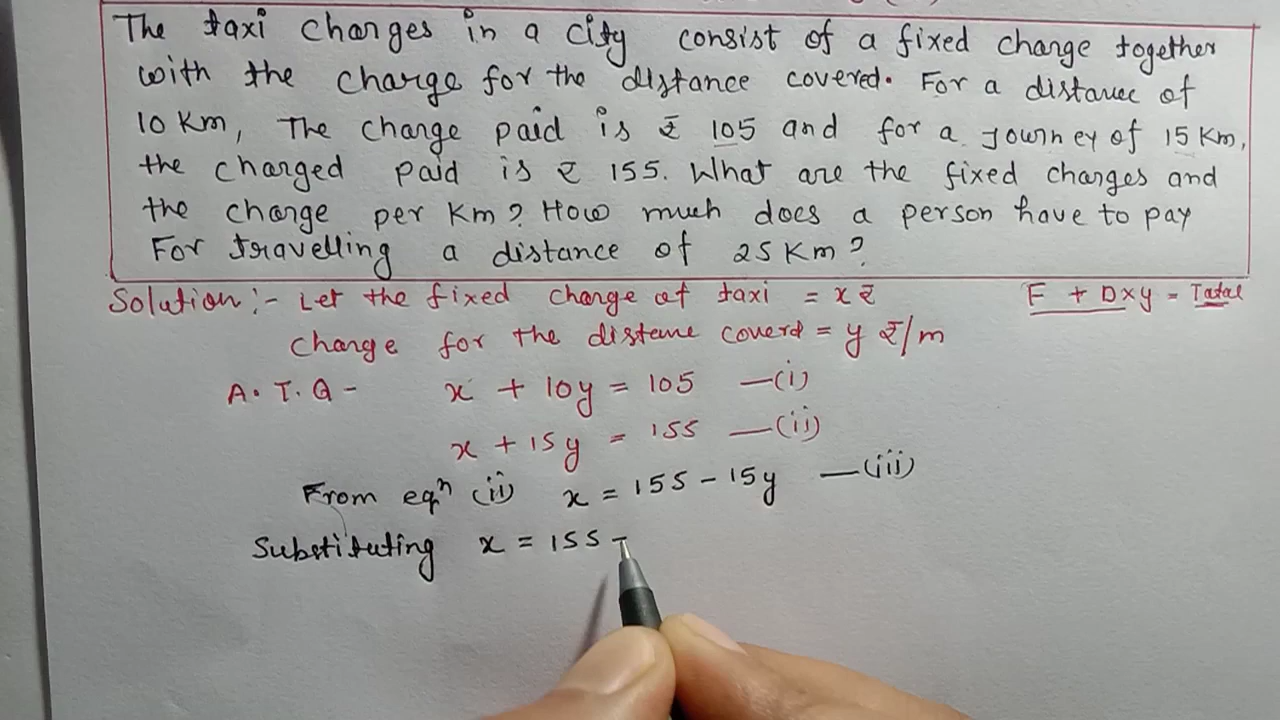 The taxi charges in a city consist of a fixed charge together
with the charge for the distance covered. For a distance of
10 Km, The charge paid is ₹ 105 and for a Journey of 15 Km,
the charged paid is ₹ 155. What are the fixed charges and
the charge per Km? How much does a person have to pay
For travelling a distance of 25 Km?
Solution :- Let the fixed charge of taxi = x ₹
F + D×y = Total
Charge for the distance coverd = y ₹/m
A. T. Q - x + 10y = 105 —(i)
x + 15y = 155 —(ii)
From eqⁿ (ii) x = 155 - 15y —(iii)
Substituting x = 155 -